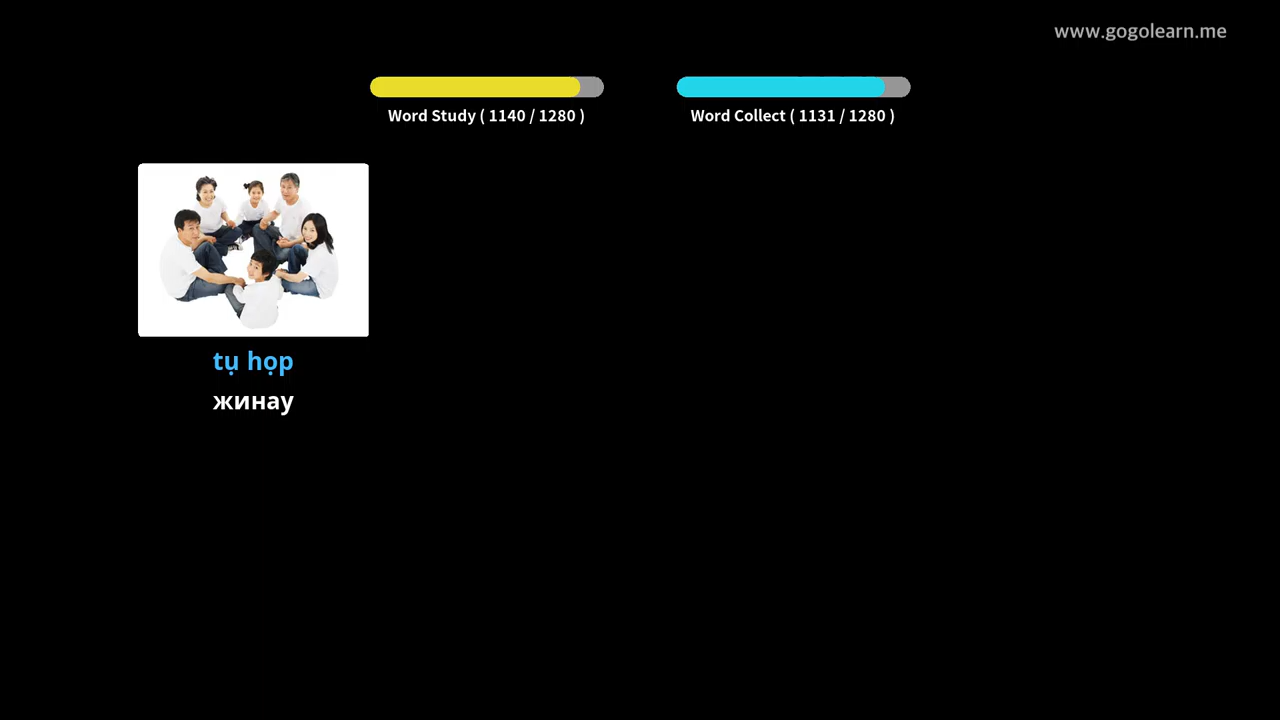 www.gogolearn.me
Word Study ( 1140 / 1280 )
Word Collect ( 1131 / 1280 )
tụ họp
жинау